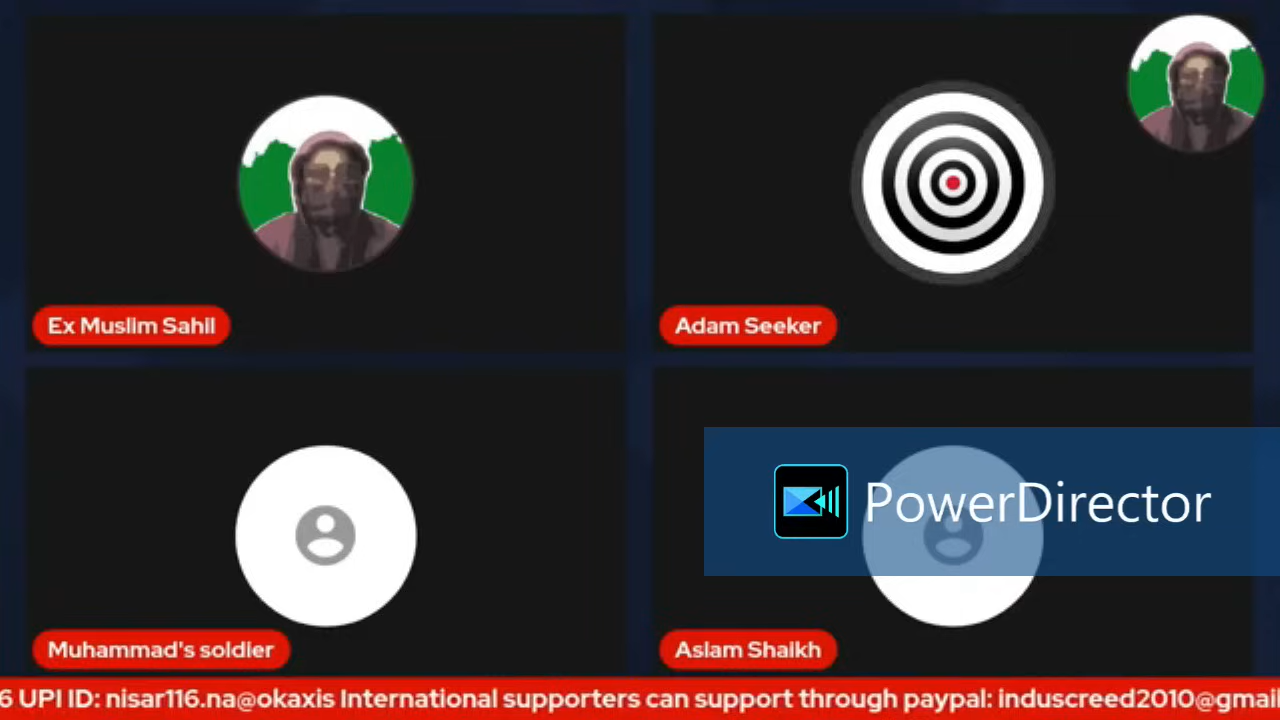 Ex Muslim Sahil
Adam Seeker
PowerDirector
Muhammad's soldier
Aslam Shaikh
6 UPI ID: nisar116.na@okaxis International supporters can support through paypal: induscreed2010@gmail